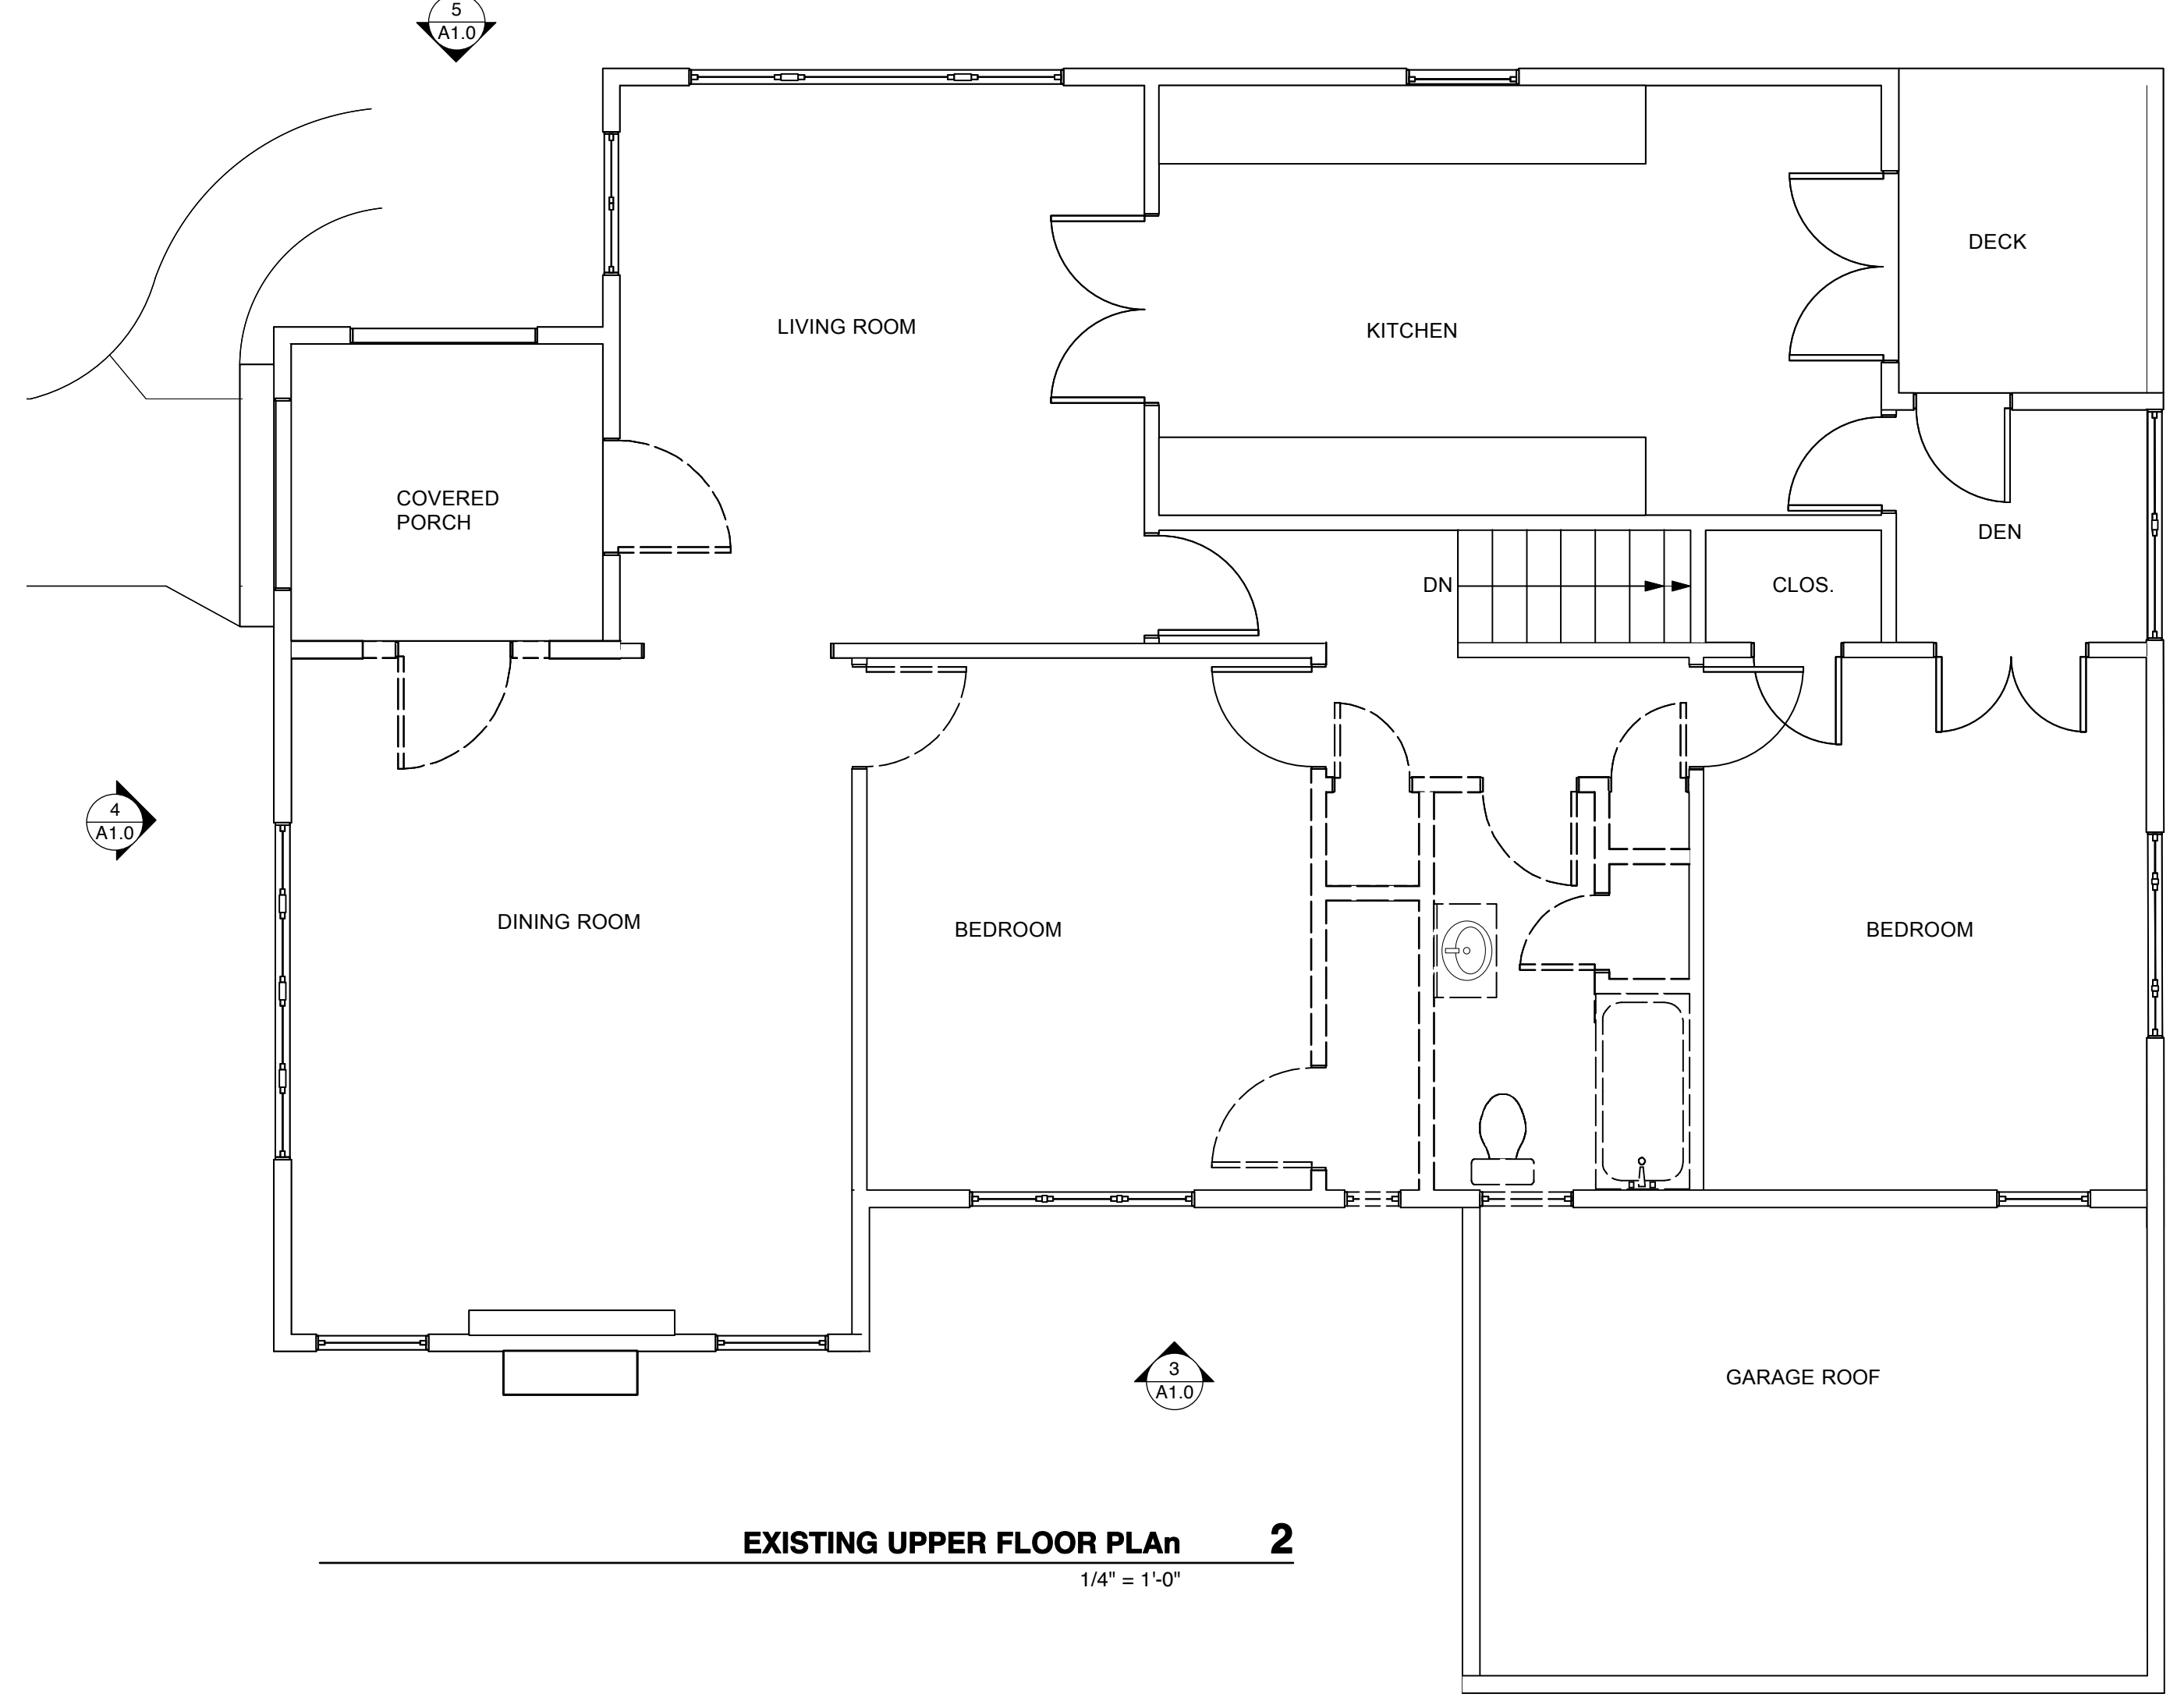 5
A1.0
DECK
LIVING ROOM
KITCHEN
COVERED
PORCH
DEN
DN
CLOS.
4
A1.0
DINING ROOM
BEDROOM
BEDROOM
3
A1.0
GARAGE ROOF
EXISTING UPPER FLOOR PLAn 2
1/4" = 1'-0"